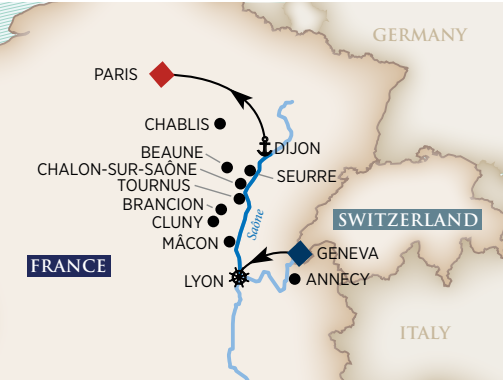 GERMANY
PARIS
CHABLIS
DIJON
BEAUNE
CHALON-SUR-SAÔNE
SEURRE
TOURNUS
BRANCION
CLUNY
Saône
SWITZERLAND
MÂCON
GENEVA
FRANCE
LYON
ANNECY
ITALY